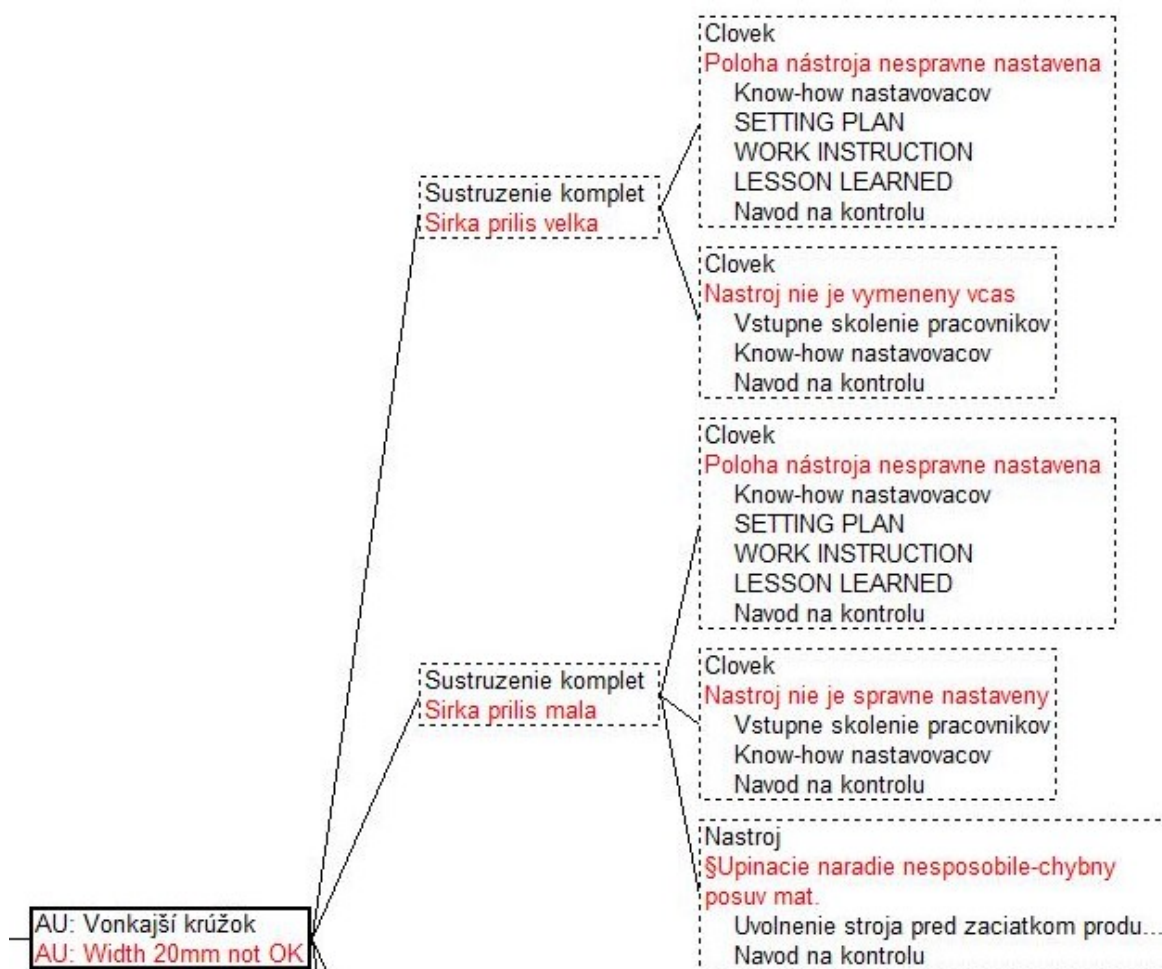 Clovek
Poloha nástroja nespravne nastavena
Know-how nastavovacov
SETTING PLAN
WORK INSTRUCTION
LESSON LEARNED
Navod na kontrolu
Sustruzenie komplet
Sirka prilis velka
Clovek
Nastroj nie je vymeneny vcas
Vstupne skolenie pracovnikov
Know-how nastavovacov
Navod na kontrolu
Clovek
Poloha nástroja nespravne nastavena
Know-how nastavovacov
SETTING PLAN
WORK INSTRUCTION
LESSON LEARNED
Navod na kontrolu
Sustruzenie komplet
Sirka prilis mala
Clovek
Nastroj nie je spravne nastaveny
Vstupne skolenie pracovnikov
Know-how nastavovacov
Navod na kontrolu
Nastroj
§Upinacie naradie nesposobile-chybny
posuv mat.
Uvolnenie stroja pred zaciatkom produ...
Navod na kontrolu
AU: Vonkajší krúžok
AU: Width 20mm not OK